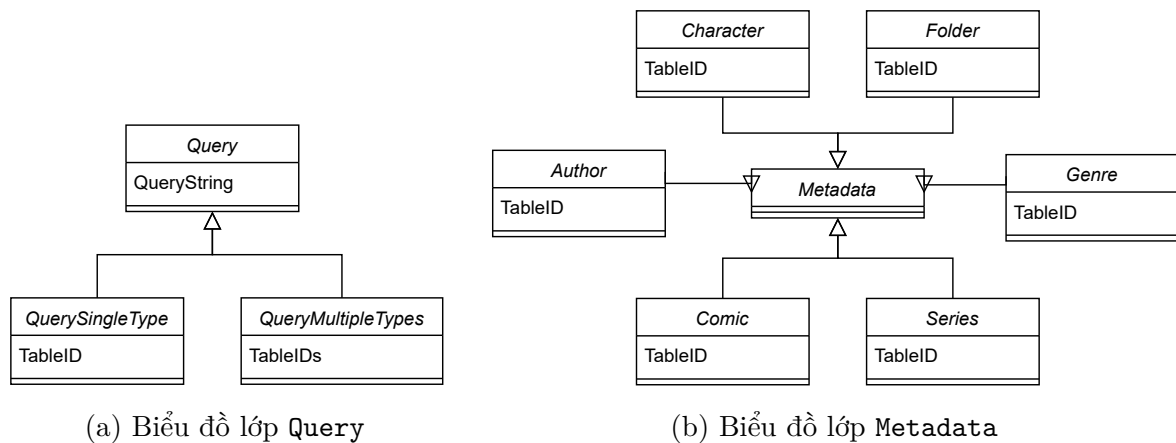 Query
QueryString
QuerySingleType
TableID
QueryMultipleTypes
TableIDs
(a) Biểu đồ lớp Query
Character
TableID
Folder
TableID
Author
TableID
Metadata
Genre
TableID
Comic
TableID
Series
TableID
(b) Biểu đồ lớp Metadata